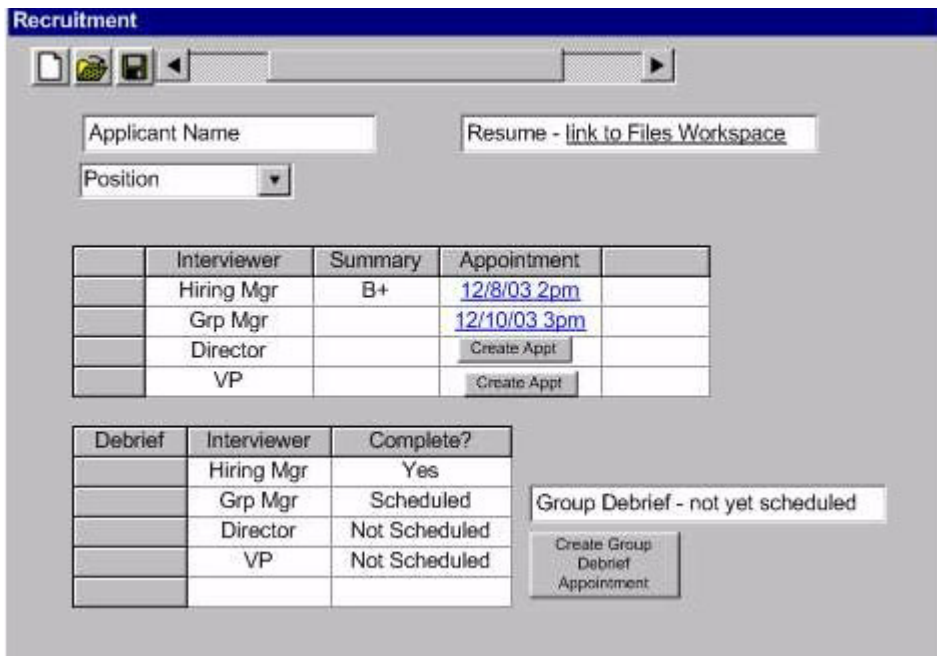 Recruitment
Applicant Name
Resume - link to Files Workspace
Position
Interviewer Summary Appointment
Hiring Mgr B+ 12/8/03 2pm
Grp Mgr 12/10/03 3pm
Director Create Appt
VP Create Appt
Debrief Interviewer Complete?
Hiring Mgr Yes
Grp Mgr Scheduled
Director Not Scheduled
VP Not Scheduled
Group Debrief - not yet scheduled
Create Group
Debrief
Appointment